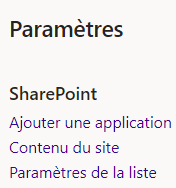 Paramètres
SharePoint
Ajouter une application
Contenu du site
Paramètres de la liste